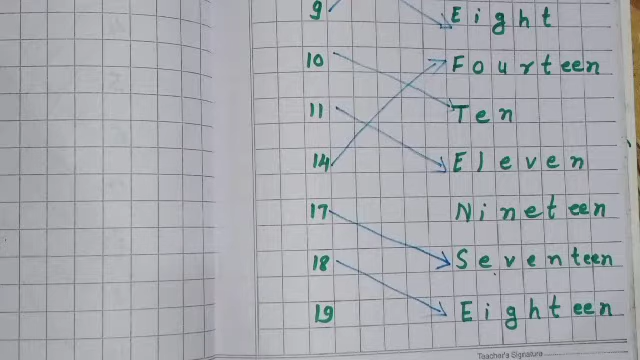 9 Eight
10 Fourteen
11 Ten
14 Eleven
17 Nineteen
18 Seventeen
19 Eighteen
Teacher's Signature